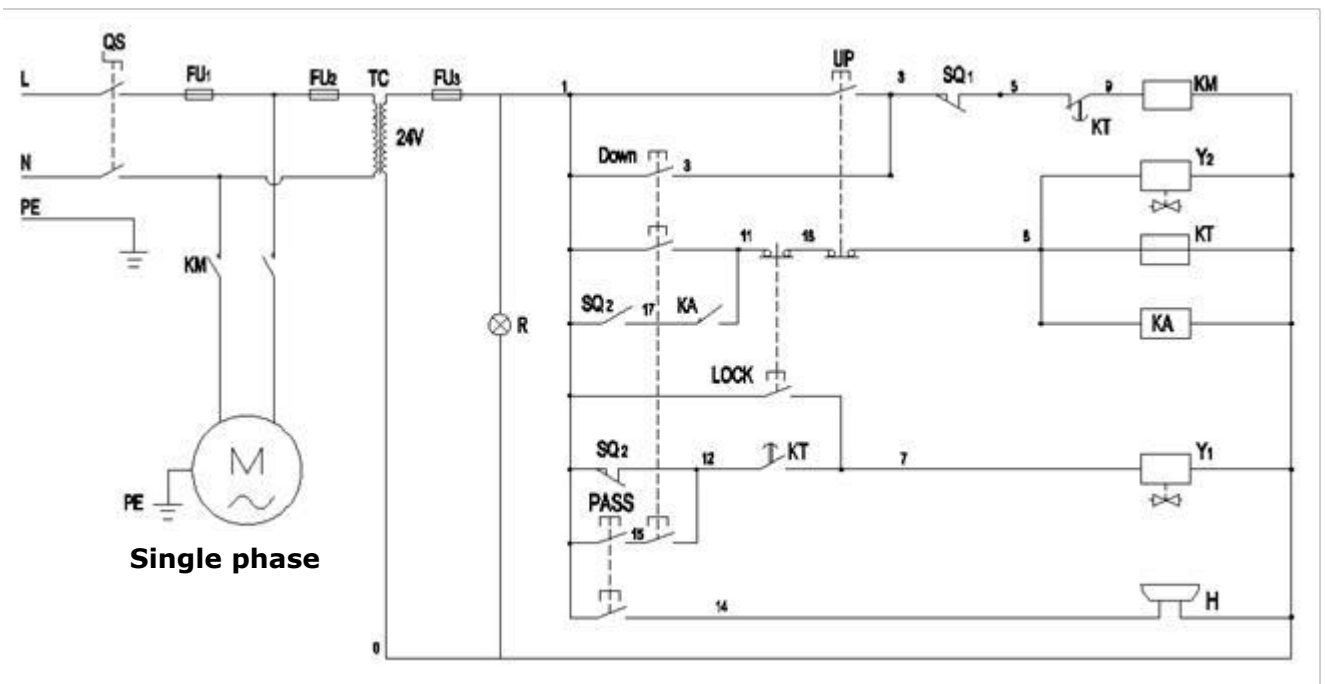 QS
L FU1 FU2 TC FU3 1 UP 3 SQ1 5 9 KM
KT
24V
N Down 3 Y2
PE
11 15 6 KT
KM
SQ2 17 KA KA
R
LOCK
M SQ2 12 KT 7 Y1
PE PASS
15
Single phase
14 H
0